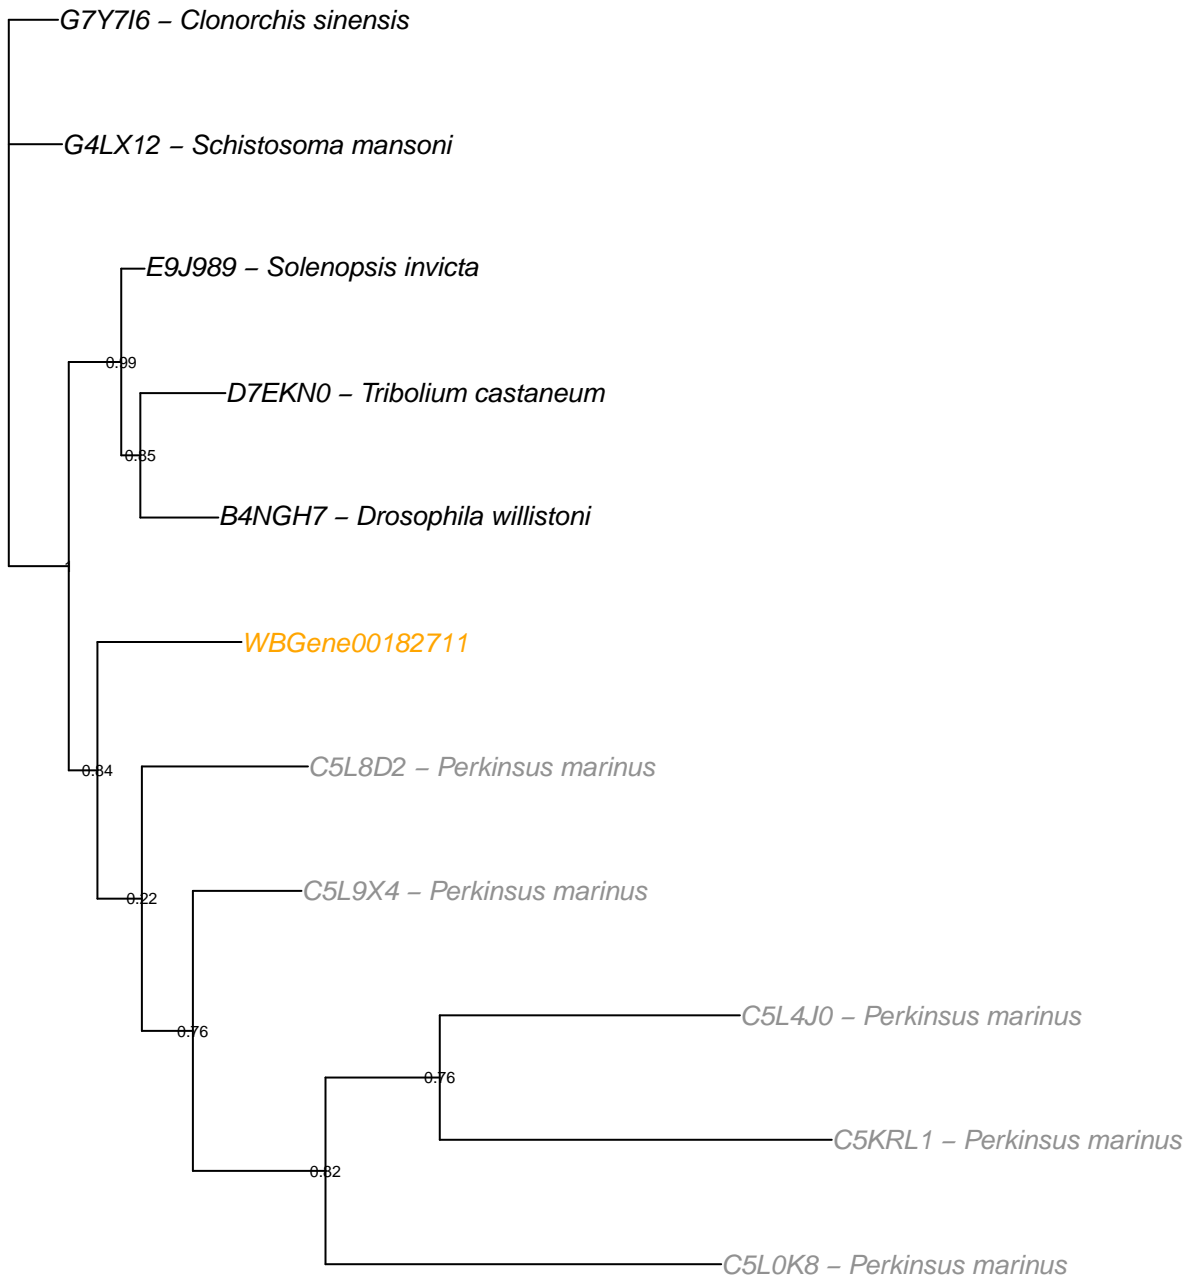 G7Y7I6 – Clonorchis sinensis
G4LX12 – Schistosoma mansoni
E9J989 – Solenopsis invicta
0.99
D7EKN0 – Tribolium castaneum
0.85
B4NGH7 – Drosophila willistoni
1
WBGene00182711
C5L8D2 – Perkinsus marinus
0.84
C5L9X4 – Perkinsus marinus
0.22
C5L4J0 – Perkinsus marinus
0.76
0.76
C5KRL1 – Perkinsus marinus
0.82
C5L0K8 – Perkinsus marinus